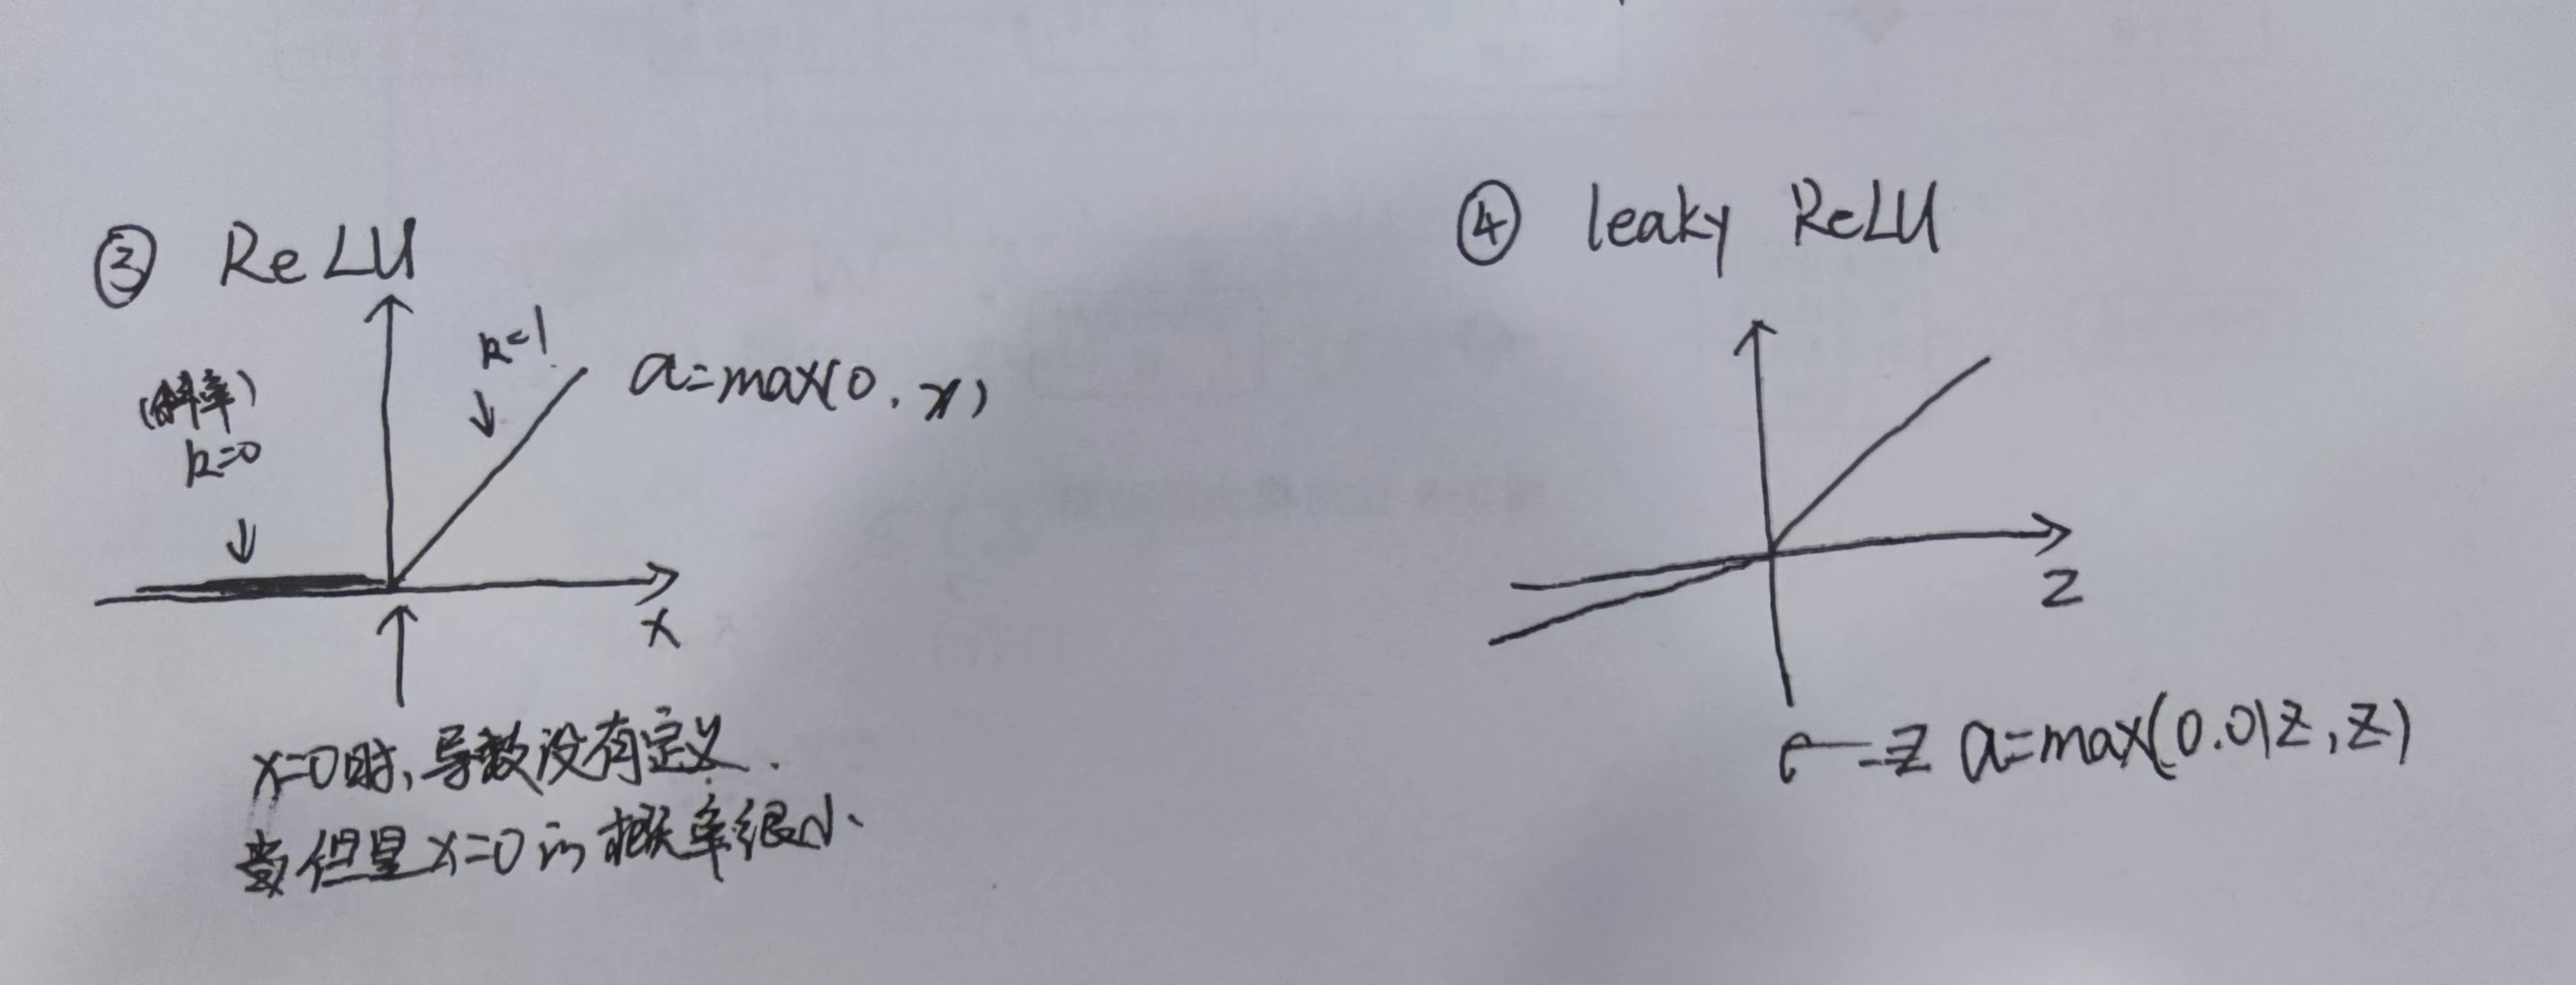 ③ ReLU
k=1
a=max(0,x)
(斜率)
k=0
x
x=0时,导数没有定义.
但是x=0的概率很小、
④ leaky ReLU
z
a=max(0.01z,z)